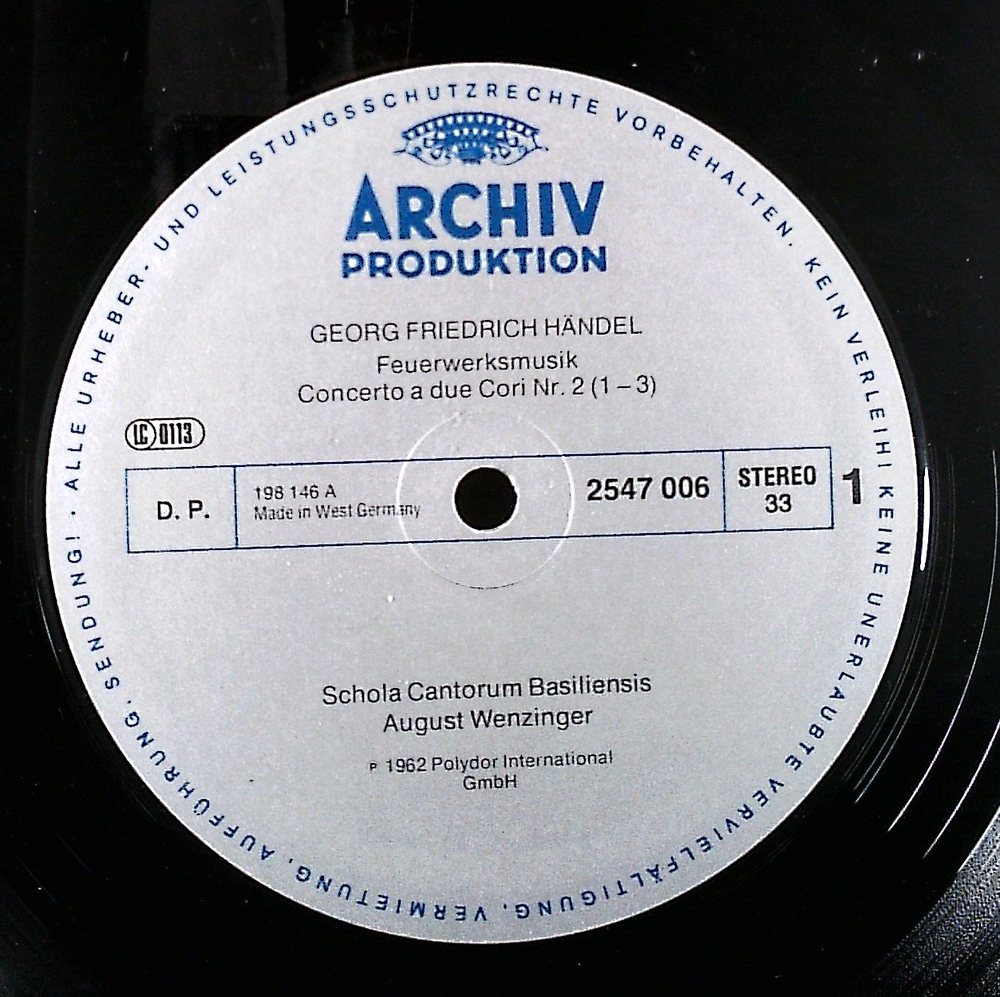 ALLE URHEBER- UND LEISTUNGSSCHUTZRECHTE VORBEHALTEN. KEIN VERLEIH! KEINE UNERLAUBTE VERVIELFÄLTIGUNG, VERMIETUNG, AUFFÜHRUNG, SENDUNG! ·
ARCHIV
PRODUKTION
GEORG FRIEDRICH HÄNDEL
Feuerwerksmusik
Concerto a due Cori Nr. 2 (1 – 3)
LC 0113
D. P.
198 146 A
Made in West Germany
2547 006
STEREO
33
1
Schola Cantorum Basiliensis
August Wenzinger
P 1962 Polydor International
GmbH